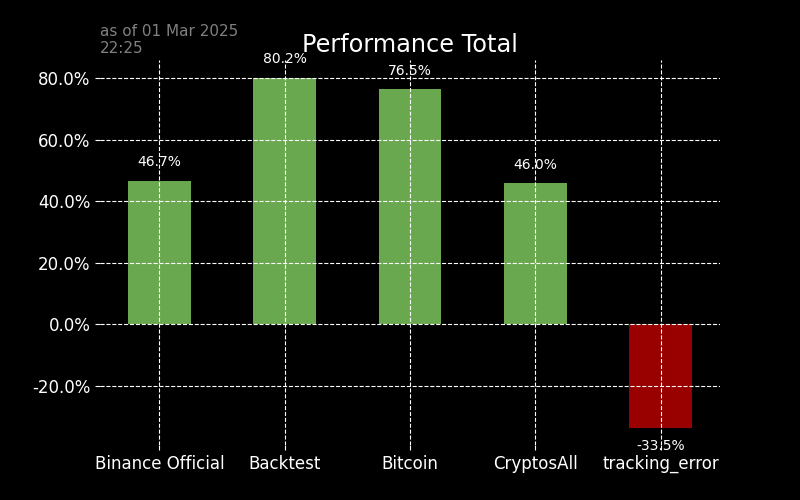 as of 01 Mar 2025
22:25
Performance Total
80.2%
76.5%
46.7%
46.0%
-33.5%
80.0%
60.0%
40.0%
20.0%
0.0%
-20.0%
Binance Official
Backtest
Bitcoin
CryptosAll
tracking_error